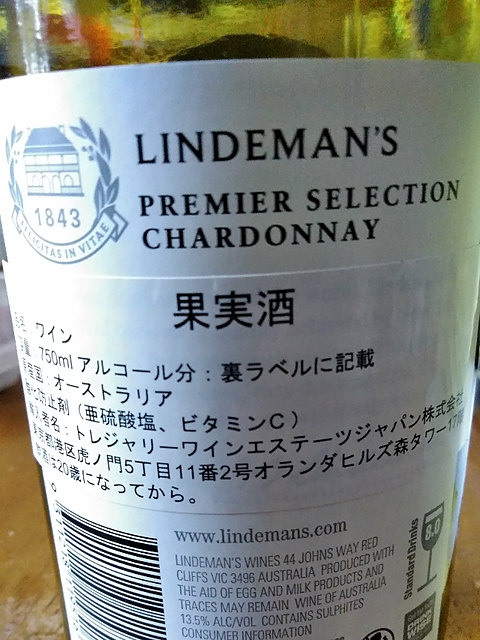 1843
FELICITAS IN VITAE
LINDEMAN'S
PREMIER SELECTION
CHARDONNAY
果実酒
ワイン
750ml アルコール分：裏ラベルに記載
オーストラリア
防止剤（亜硫酸塩、ビタミンC）
者名：トレジャリーワインエステーツジャパン株式会社
東京都港区虎ノ門5丁目11番2号オランダヒルズ森タワー
20歳になってから。
www.lindemans.com
LINDEMAN'S WINES 44 JOHNS WAY RED
CLIFFS VIC 3496 AUSTRALIA PRODUCED WITH
THE AID OF EGG AND MILK PRODUCTS AND
TRACES MAY REMAIN WINE OF AUSTRALIA
13.5% ALC/VOL CONTAINS SULPHITES
CONSUMER INFORMATION
Standard Drinks
8.0
DRINK
WISE